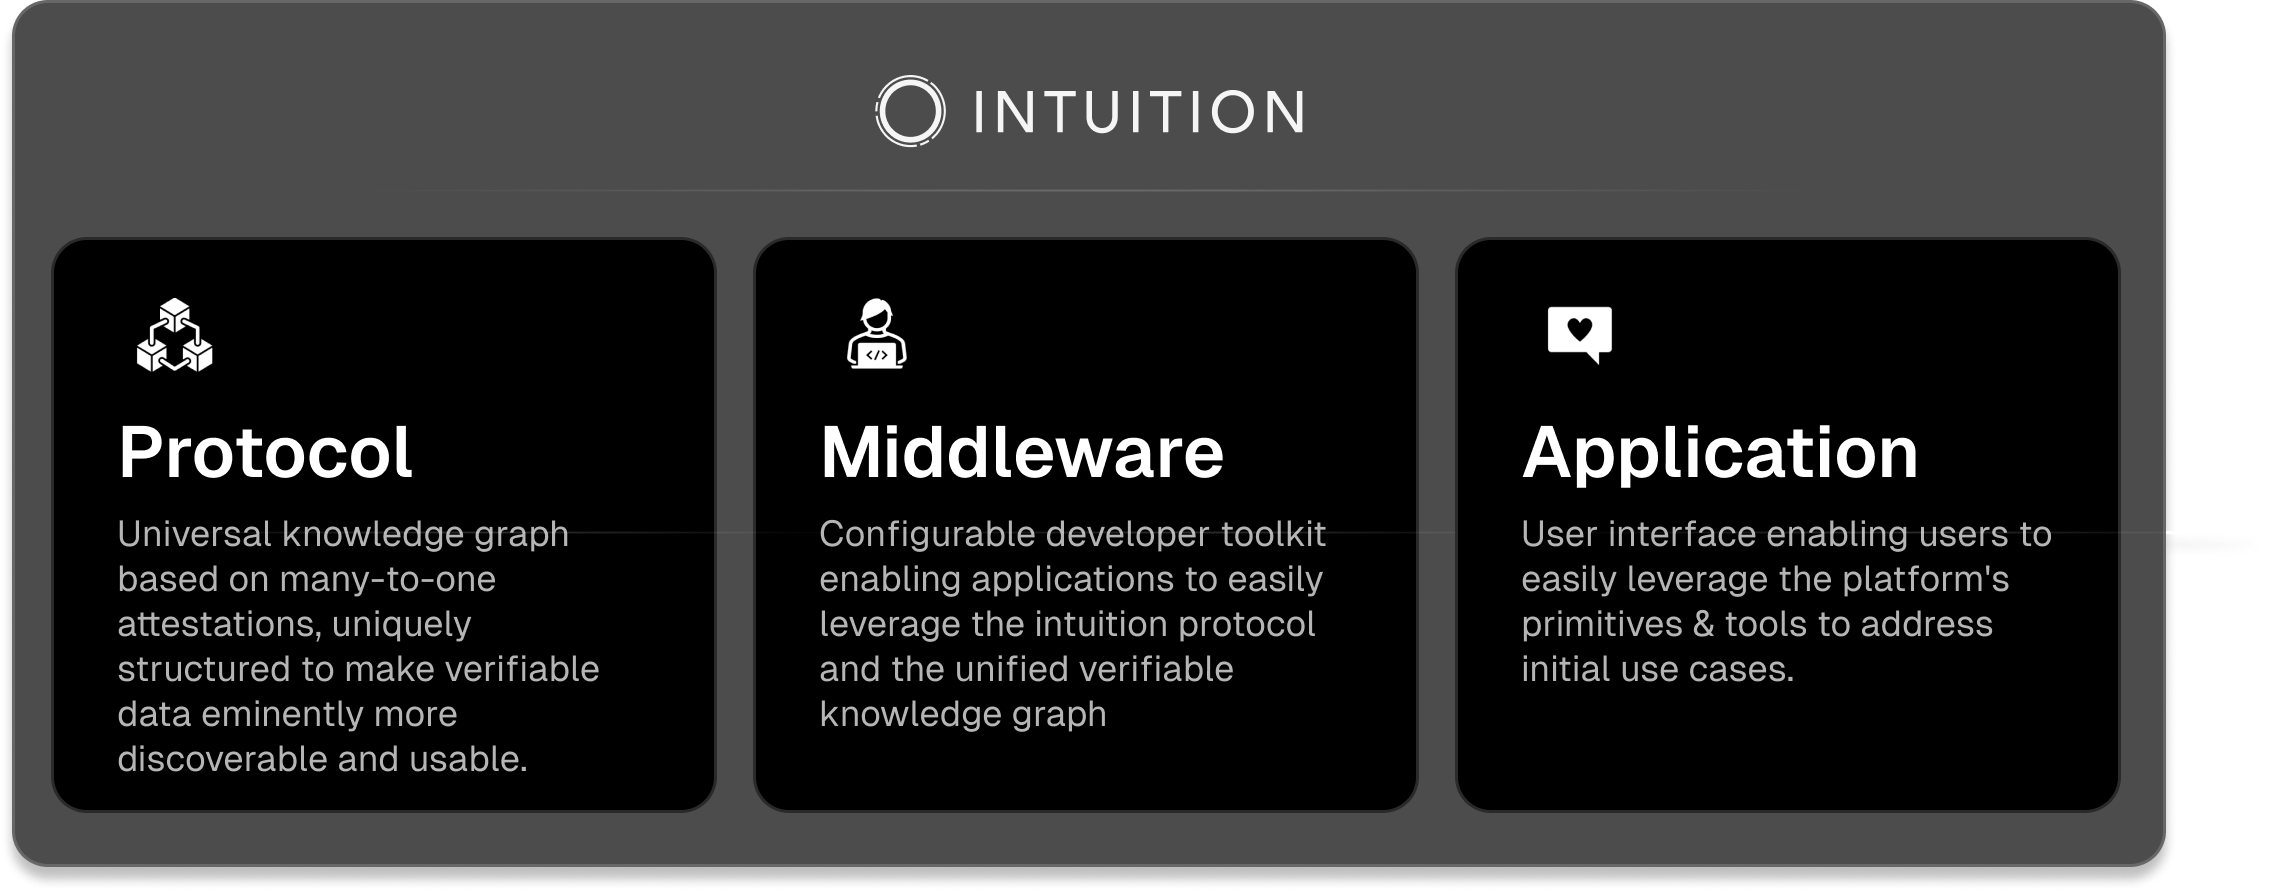 INTUITION
Protocol
Universal knowledge graph
based on many-to-one
attestations, uniquely
structured to make verifiable
data eminently more
discoverable and usable.
Middleware
Configurable developer toolkit
enabling applications to easily
leverage the intuition protocol
and the unified verifiable
knowledge graph
Application
User interface enabling users to
easily leverage the platform's
primitives & tools to address
initial use cases.